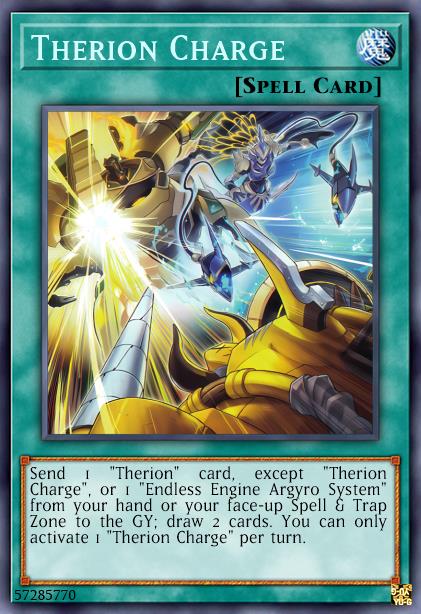 Therion Charge
魔
[Spell Card]
Send 1 "Therion" card, except "Therion
Charge", or 1 "Endless Engine Argyro System"
from your hand or your face-up Spell & Trap
Zone to the GY; draw 2 cards. You can only
activate 1 "Therion Charge" per turn.
57285770